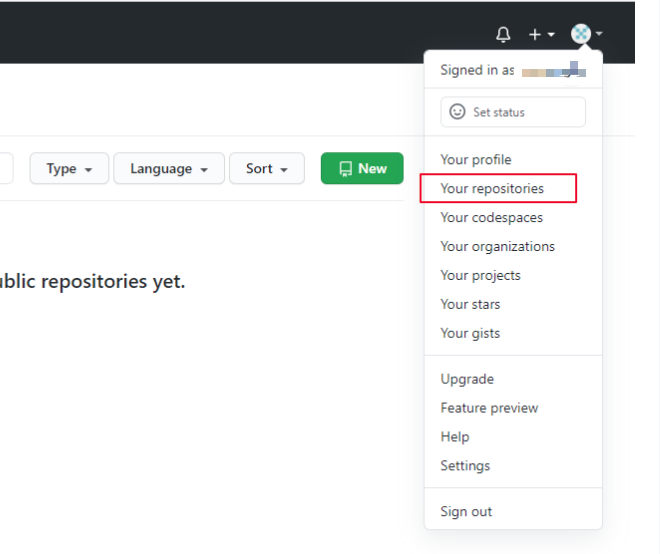 Signed in as
Set status
Your profile
Type Language Sort New
Your repositories
Your codespaces
Your organizations
ublic repositories yet.
Your projects
Your stars
Your gists
Upgrade
Feature preview
Help
Settings
Sign out